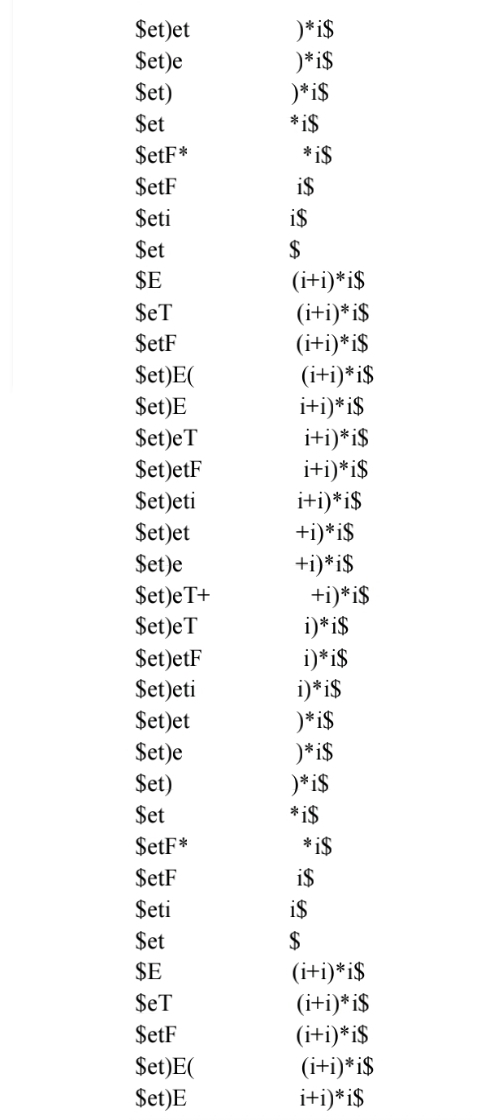 $et)et )*i$
$et)e )*i$
$et) )*i$
$et *i$
$etF* *i$
$etF i$
$eti i$
$et $
$E (i+i)*i$
$eT (i+i)*i$
$etF (i+i)*i$
$et)E( (i+i)*i$
$et)E i+i)*i$
$et)eT i+i)*i$
$et)etF i+i)*i$
$et)eti i+i)*i$
$et)et +i)*i$
$et)e +i)*i$
$et)eT+ +i)*i$
$et)eT i)*i$
$et)etF i)*i$
$et)eti i)*i$
$et)et )*i$
$et)e )*i$
$et) )*i$
$et *i$
$etF* *i$
$etF i$
$eti i$
$et $
$E (i+i)*i$
$eT (i+i)*i$
$etF (i+i)*i$
$et)E( (i+i)*i$
$et)E i+i)*i$